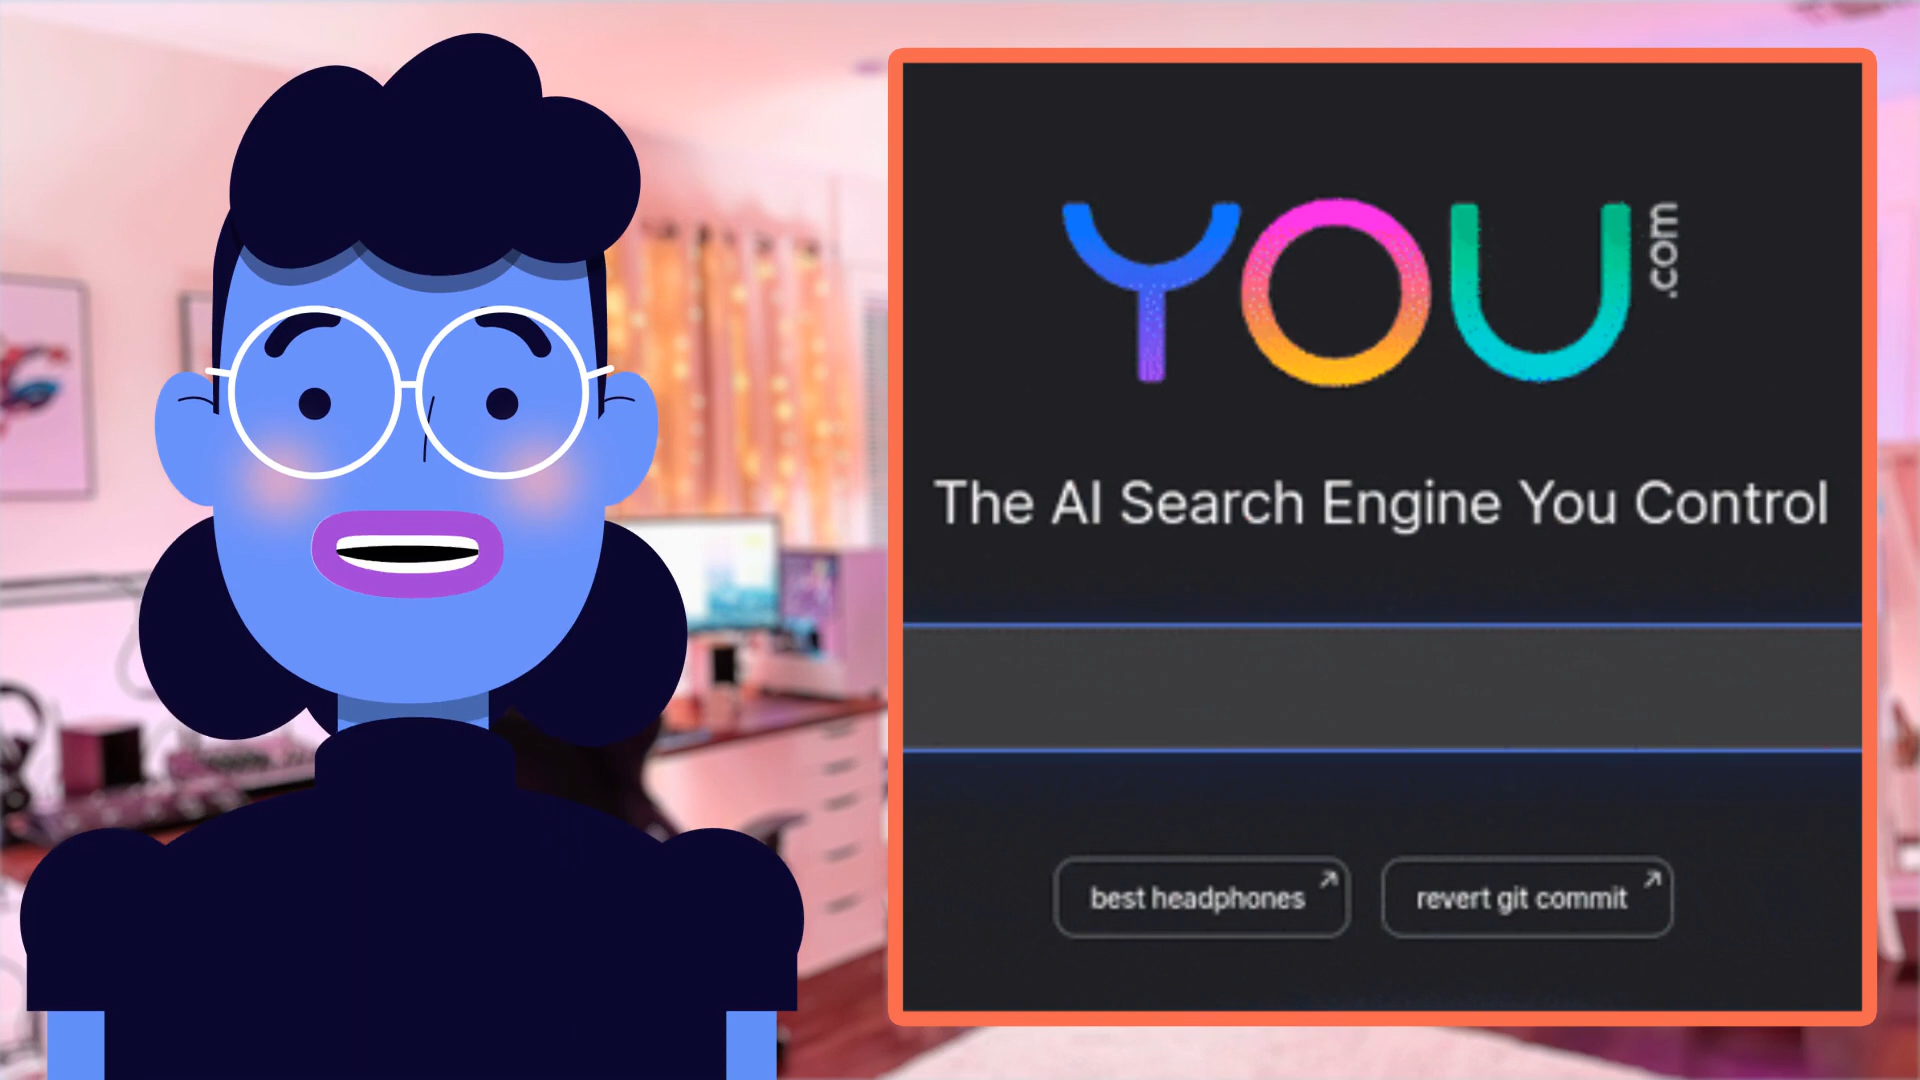 YOU.com
The AI Search Engine You Control
best headphones
revert git commit